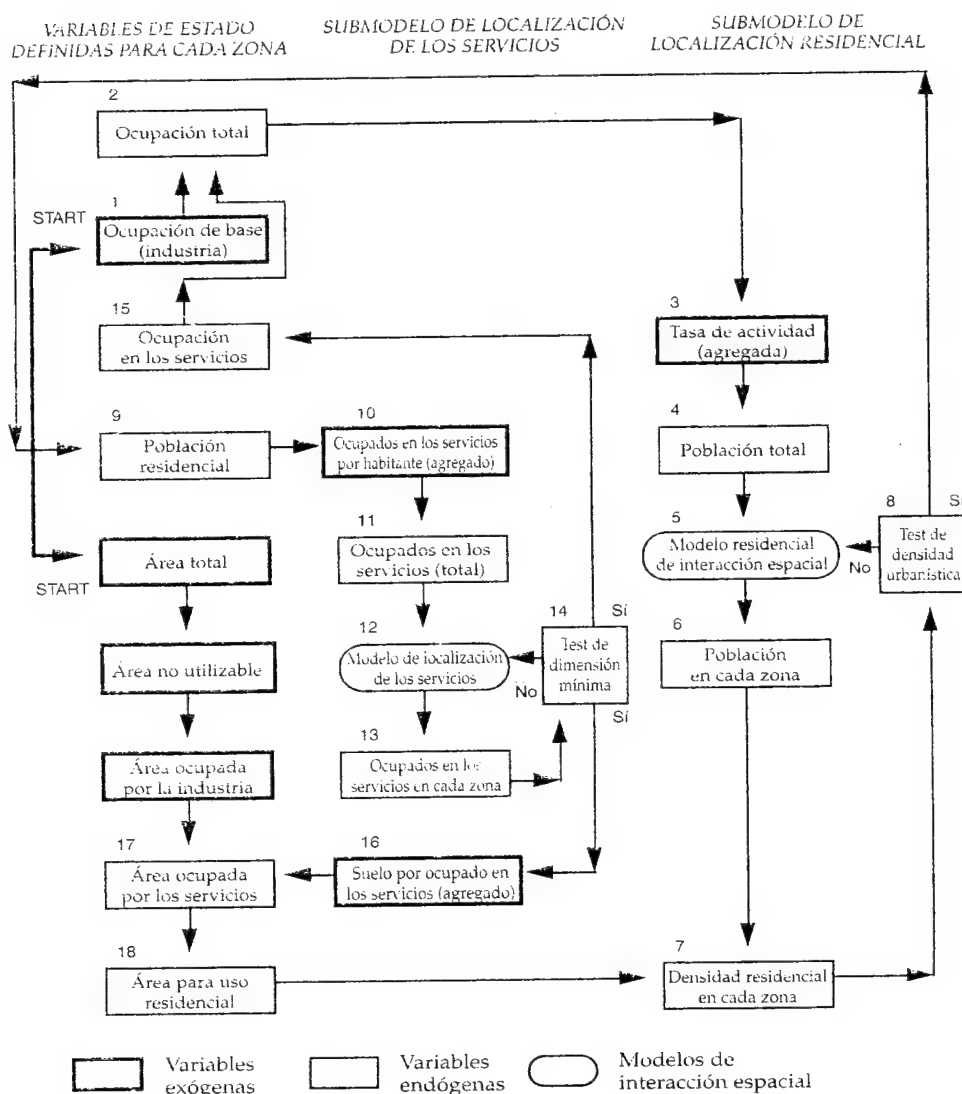 VARIABLES DE ESTADO
DEFINIDAS PARA CADA ZONA
SUBMODELO DE LOCALIZACIÓN
DE LOS SERVICIOS
SUBMODELO DE
LOCALIZACIÓN RESIDENCIAL
2
Ocupación total
START
1
Ocupación de base
(industria)
15
Ocupación
en los servicios
3
Tasa de actividad
(agregada)
9
Población
residencial
10
Ocupados en los servicios
por habitante (agregado)
4
Población total
START
Área total
11
Ocupados en los
servicios (total)
5
Modelo residencial
de interacción espacial
No
8
Sí
Test de
densidad
urbanística
Área no utilizable
12
Modelo de localización
de los servicios
No
14
Sí
Test de
dimensión
mínima
Sí
6
Población
en cada zona
Área ocupada
por la industria
13
Ocupados en los
servicios en cada zona
17
Área ocupada
por los servicios
16
Suelo por ocupado en
los servicios (agregado)
18
Área para uso
residencial
7
Densidad residencial
en cada zona
Variables
exógenas
Variables
endógenas
Modelos de
interacción espacial